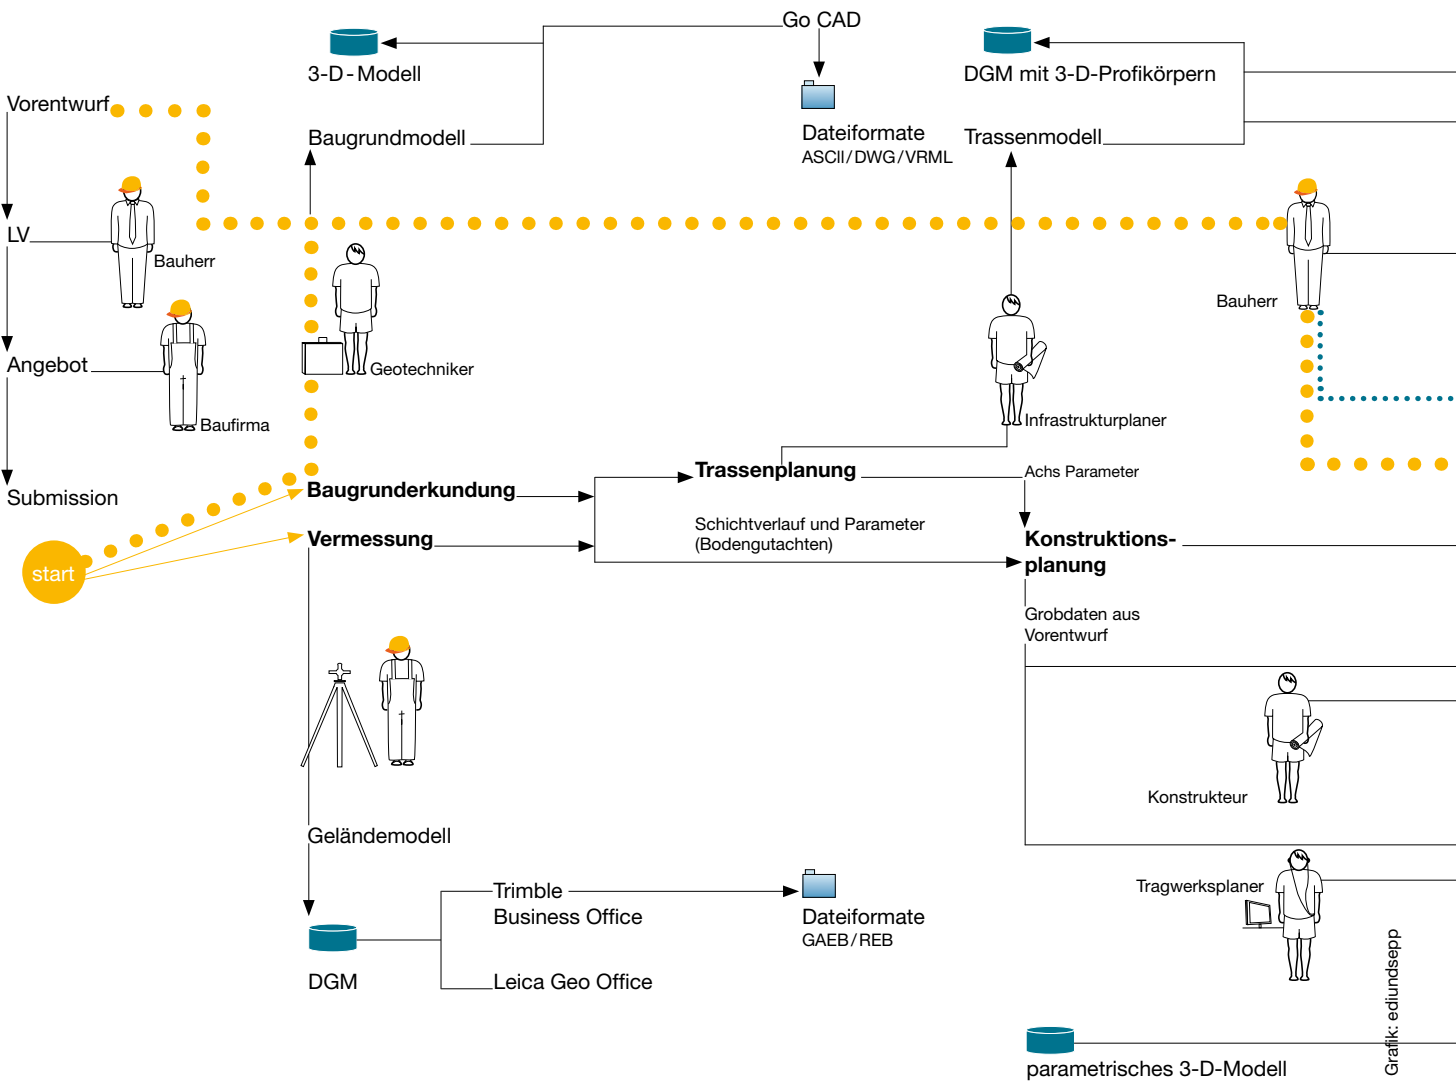 Go CAD
3-D-Modell
DGM mit 3-D-Profikörpern
Vorentwurf
Baugrundmodell
Dateiformate
ASCII/DWG/VRML
Trassenmodell
LV
Bauherr
Bauherr
Angebot
Geotechniker
Baufirma
Infrastrukturplaner
Submission
Baugrunderkundung
Trassenplanung
Achs Parameter
Schichtverlauf und Parameter
(Bodengutachten)
Vermessung
Konstruktions-
planung
start
Grobdaten aus
Vorentwurf
Konstrukteur
Geländemodell
Trimble
Business Office
Dateiformate
GAEB/REB
Tragwerksplaner
DGM
Leica Geo Office
parametrisches 3-D-Modell
Grafik: ediundsepp